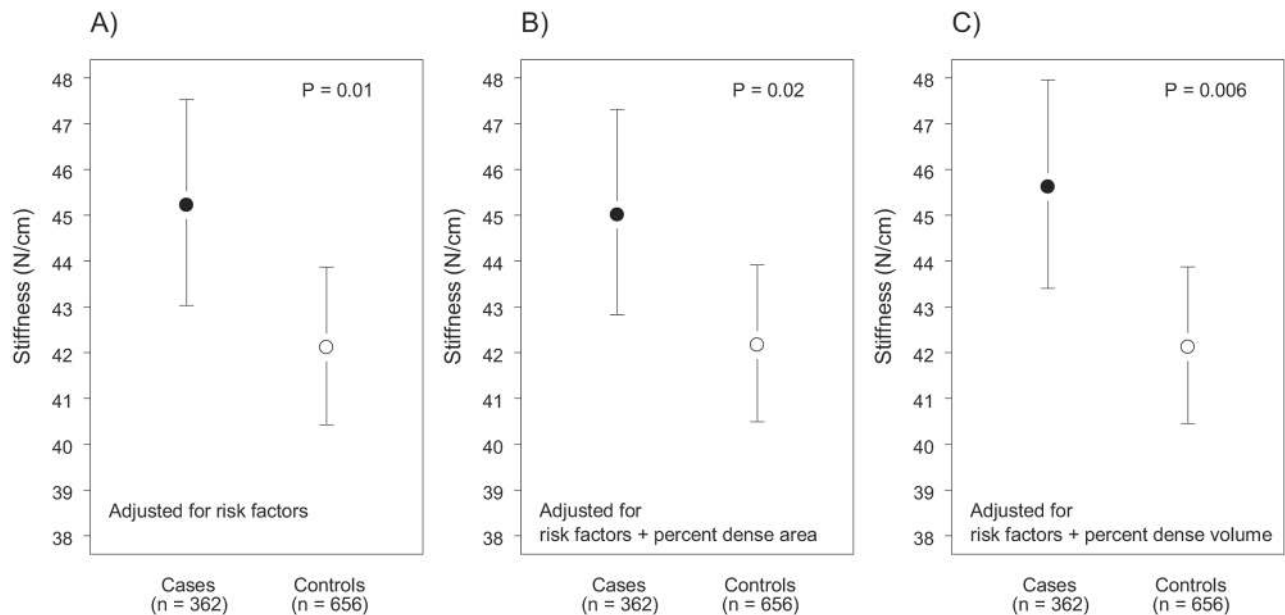 A)
Stiffness (N/cm)
48
47
46
45
44
43
42
41
40
39
38
P = 0.01
Adjusted for risk factors
Cases
(n = 362)
Controls
(n = 656)
B)
Stiffness (N/cm)
48
47
46
45
44
43
42
41
40
39
38
P = 0.02
Adjusted for
risk factors + percent dense area
Cases
(n = 362)
Controls
(n = 656)
C)
Stiffness (N/cm)
48
47
46
45
44
43
42
41
40
39
38
P = 0.006
Adjusted for
risk factors + percent dense volume
Cases
(n = 362)
Controls
(n = 656)